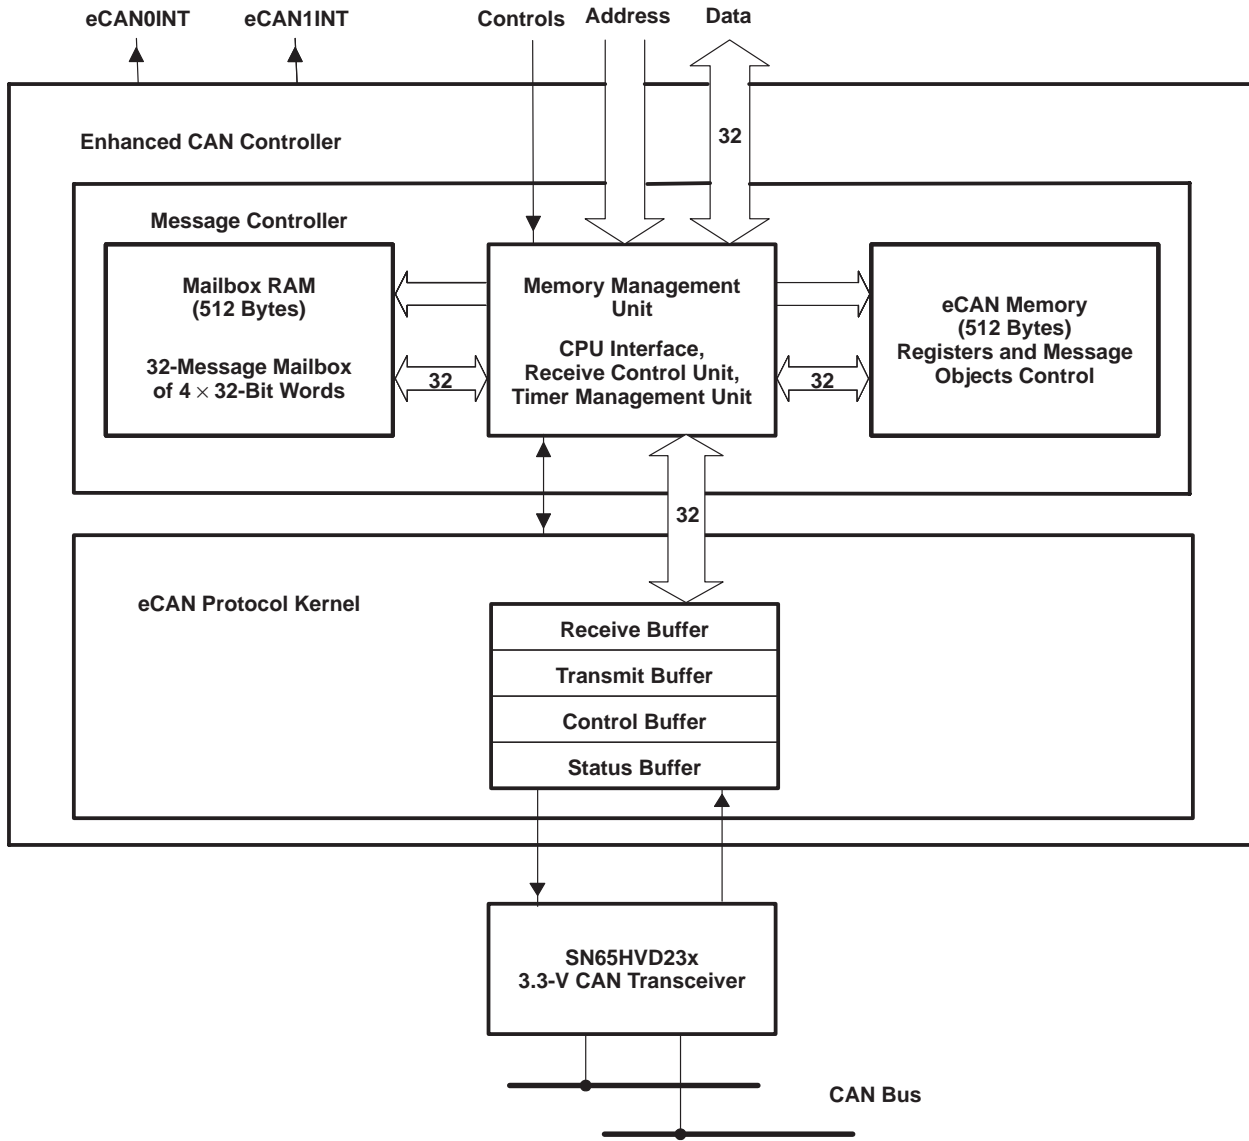 eCAN0INT
eCAN1INT
Controls
Address
Data
32
Enhanced CAN Controller
Message Controller
Mailbox RAM
(512 Bytes)
32-Message Mailbox
of 4 × 32-Bit Words
32
Memory Management
Unit
CPU Interface,
Receive Control Unit,
Timer Management Unit
32
eCAN Memory
(512 Bytes)
Registers and Message
Objects Control
32
eCAN Protocol Kernel
Receive Buffer
Transmit Buffer
Control Buffer
Status Buffer
SN65HVD23x
3.3-V CAN Transceiver
CAN Bus